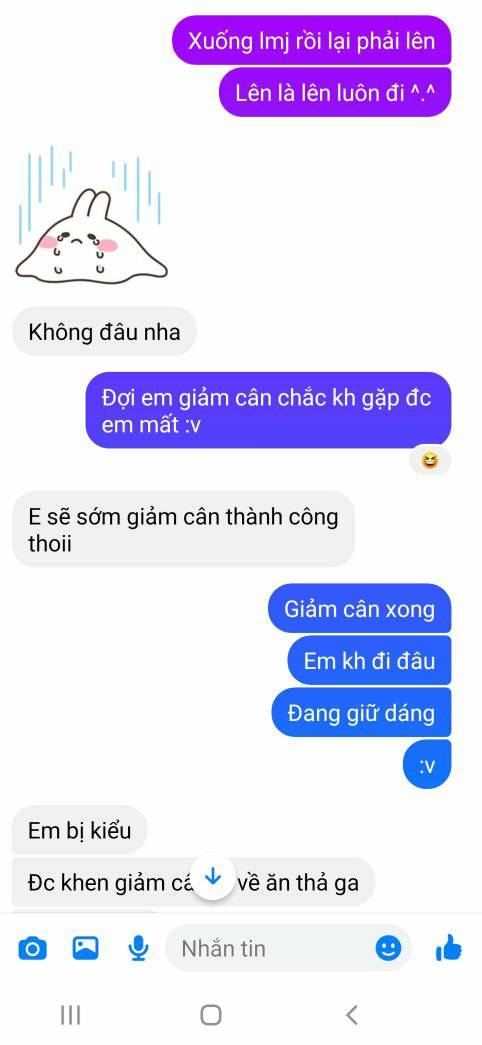 Xuống lmj rồi lại phải lên
Lên là lên luôn đi ^.^
Không đâu nha
Đợi em giảm cân chắc kh gặp đc
em mất :v
E sẽ sớm giảm cân thành công
thoii
Giảm cân xong
Em kh đi đâu
Đang giữ dáng
:v
Em bị kiểu
Đc khen giảm câ về ăn thả ga
Nhắn tin